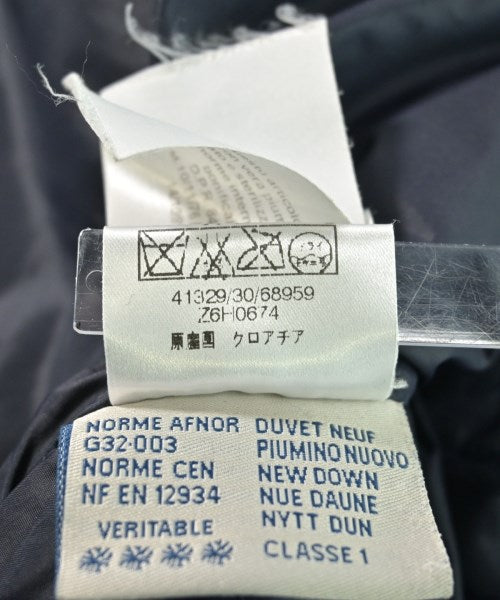 41329/30/68959
Z6H0674
原産国 クロアチア
NORME AFNOR
G32-003
NORME CEN
NF EN 12934
VERITABLE
DUVET NEUF
PIUMINO NUOVO
NEW DOWN
NUE DAUNE
NYTT DUN
CLASSE 1